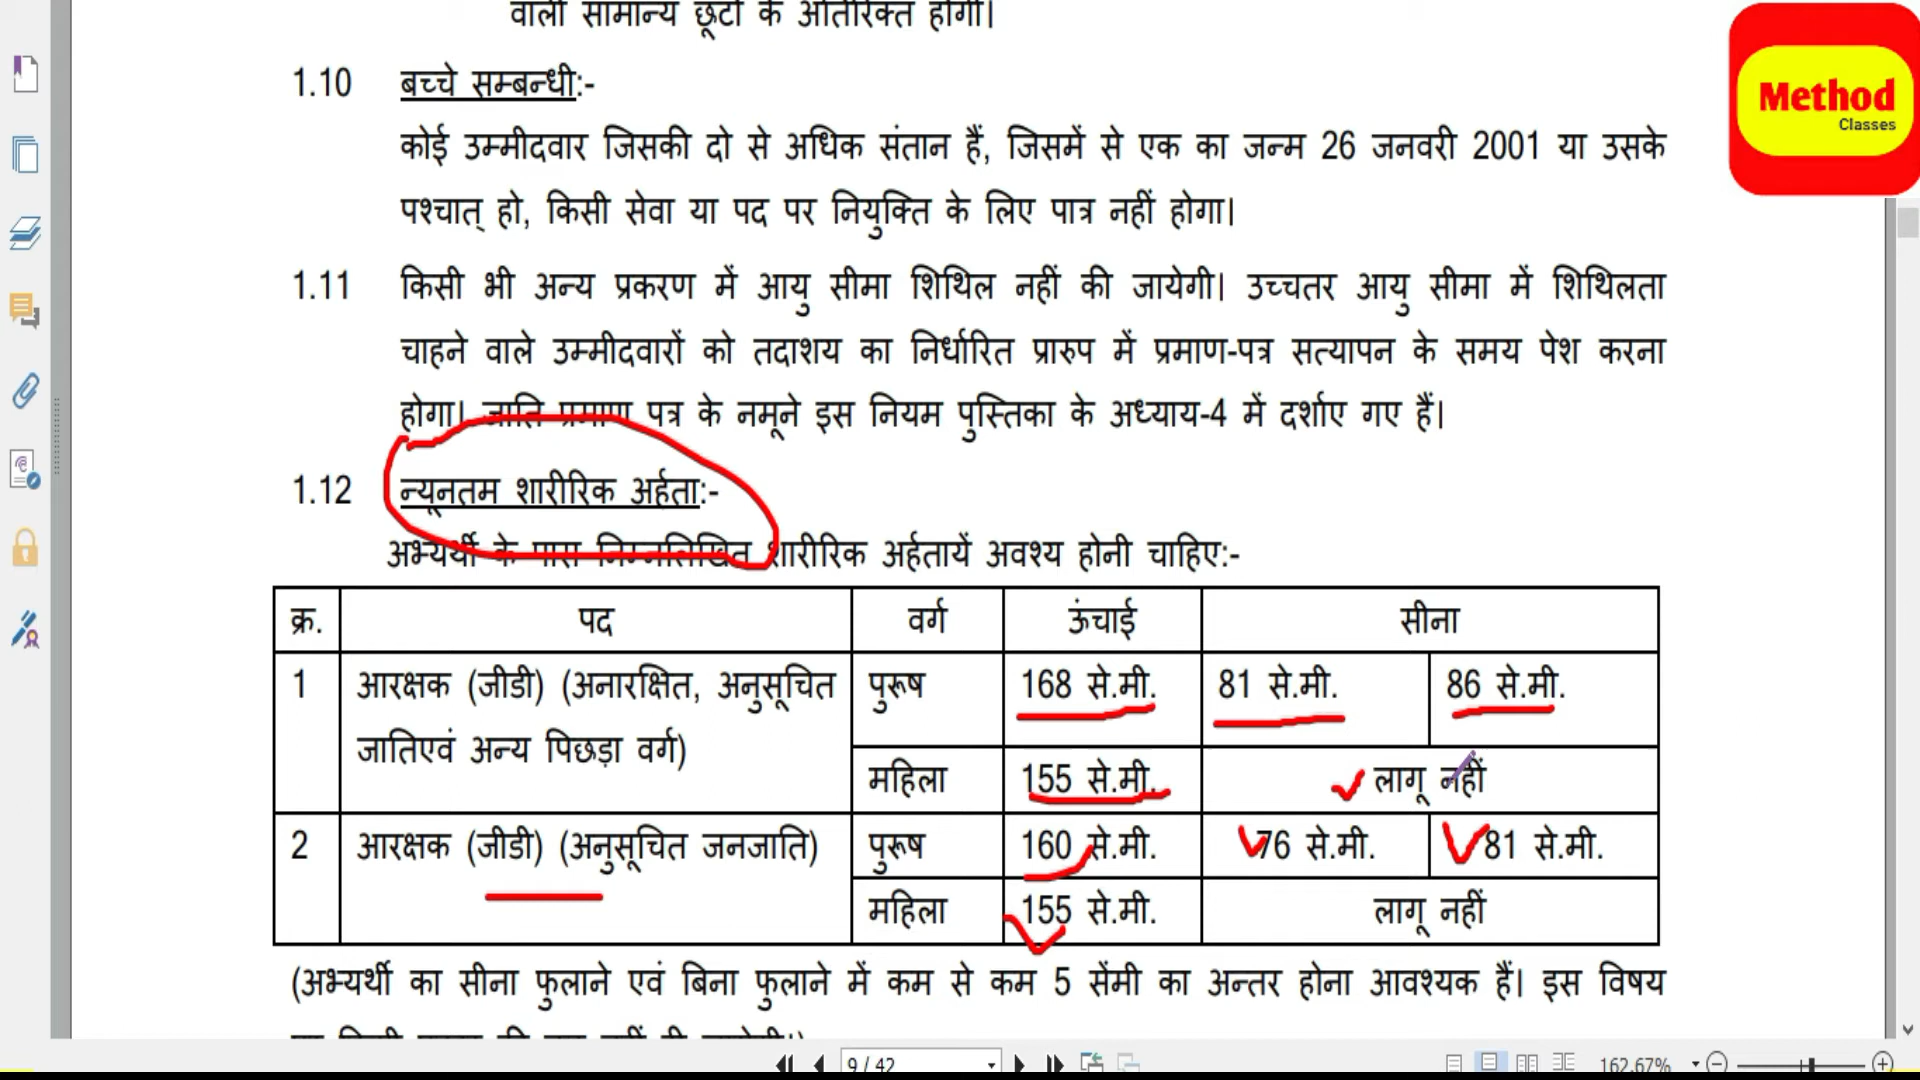 वाली सामान्य छूटों के अतिरिक्त होगी।
1.10 बच्चे सम्बन्धी:-
कोई उम्मीदवार जिसकी दो से अधिक संतान हैं, जिसमें से एक का जन्म 26 जनवरी 2001 या उसके
पश्चात् हो, किसी सेवा या पद पर नियुक्ति के लिए पात्र नहीं होगा।
1.11 किसी भी अन्य प्रकरण में आयु सीमा शिथिल नहीं की जायेगी। उच्चतर आयु सीमा में शिथिलता
चाहने वाले उम्मीदवारों को तदाशय का निर्धारित प्रारुप में प्रमाण-पत्र सत्यापन के समय पेश करना
होगा। जाति प्रमाण पत्र के नमूने इस नियम पुस्तिका के अध्याय-4 में दर्शाए गए हैं।
1.12 न्यूनतम शारीरिक अर्हता:-
अभ्यर्थी के पास निम्नलिखित शारीरिक अर्हतायें अवश्य होनी चाहिए:-
क्र. पद वर्ग ऊंचाई सीना
1 आरक्षक (जीडी) (अनारक्षित, अनुसूचित पुरूष 168 से.मी. 81 से.मी. 86 से.मी.
जातिएवं अन्य पिछड़ा वर्ग)
महिला 155 से.मी. लागू नहीं
2 आरक्षक (जीडी) (अनुसूचित जनजाति) पुरूष 160 से.मी. 76 से.मी. 81 से.मी.
महिला 155 से.मी. लागू नहीं
(अभ्यर्थी का सीना फुलाने एवं बिना फुलाने में कम से कम 5 सेंमी का अन्तर होना आवश्यक हैं। इस विषय
Method
Classes
9 / 42
162.67%